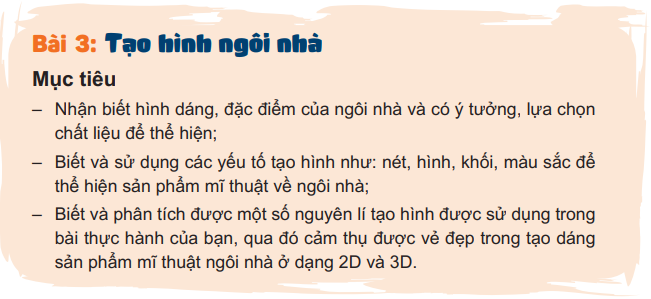 Bài 3: Tạo hình ngôi nhà
Mục tiêu
– Nhận biết hình dáng, đặc điểm của ngôi nhà và có ý tưởng, lựa chọn
chất liệu để thể hiện;
– Biết và sử dụng các yếu tố tạo hình như: nét, hình, khối, màu sắc để
thể hiện sản phẩm mĩ thuật về ngôi nhà;
– Biết và phân tích được một số nguyên lí tạo hình được sử dụng trong
bài thực hành của bạn, qua đó cảm thụ được vẻ đẹp trong tạo dáng
sản phẩm mĩ thuật ngôi nhà ở dạng 2D và 3D.